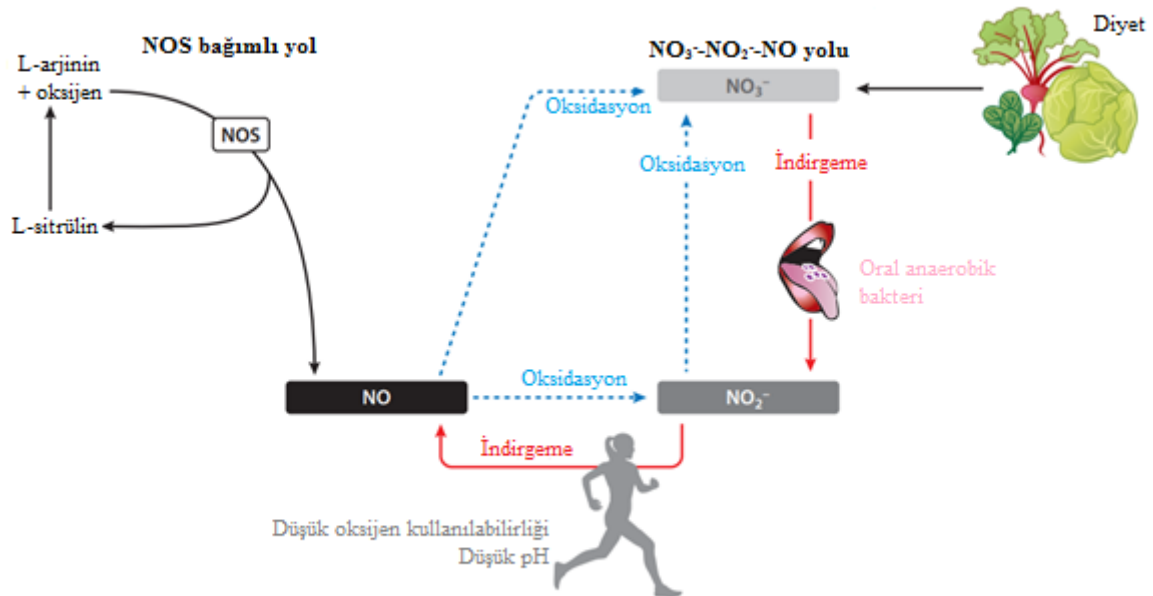 NOS bağımlı yol
L-arjinin
+ oksijen
NOS
L-sitrülin
NO₃⁻-NO₂⁻-NO yolu
Diyet
NO₃⁻
Oksidasyon
Oksidasyon
İndirgeme
Oral anaerobik
bakteri
NO
Oksidasyon
NO₂⁻
İndirgeme
Düşük oksijen kullanılabilirliği
Düşük pH